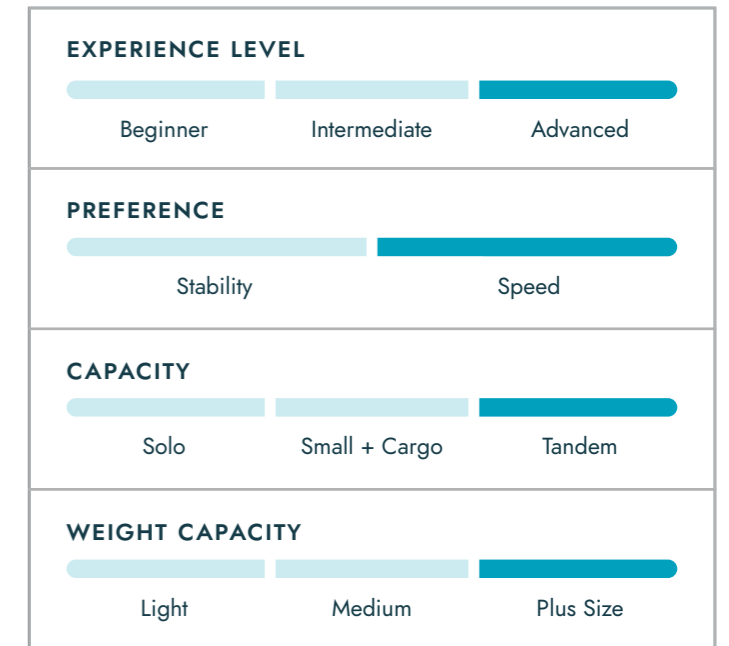 EXPERIENCE LEVEL
Beginner Intermediate Advanced
PREFERENCE
Stability Speed
CAPACITY
Solo Small + Cargo Tandem
WEIGHT CAPACITY
Light Medium Plus Size